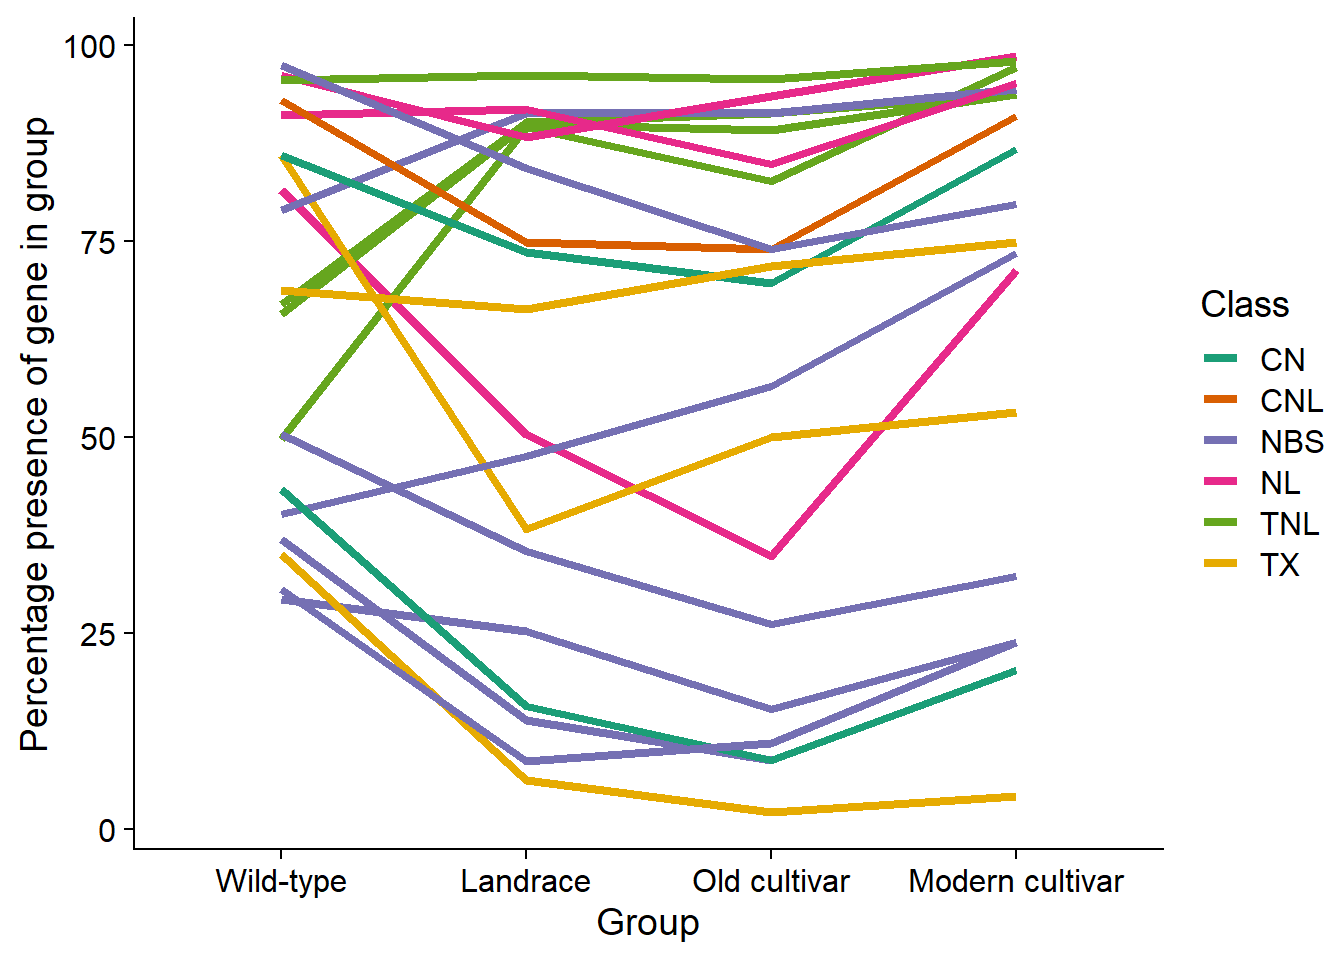 Percentage presence of gene in group
100
75
50
25
0
Wild-type
Landrace
Old cultivar
Modern cultivar
Group
Class
CN
CNL
NBS
NL
TNL
TX